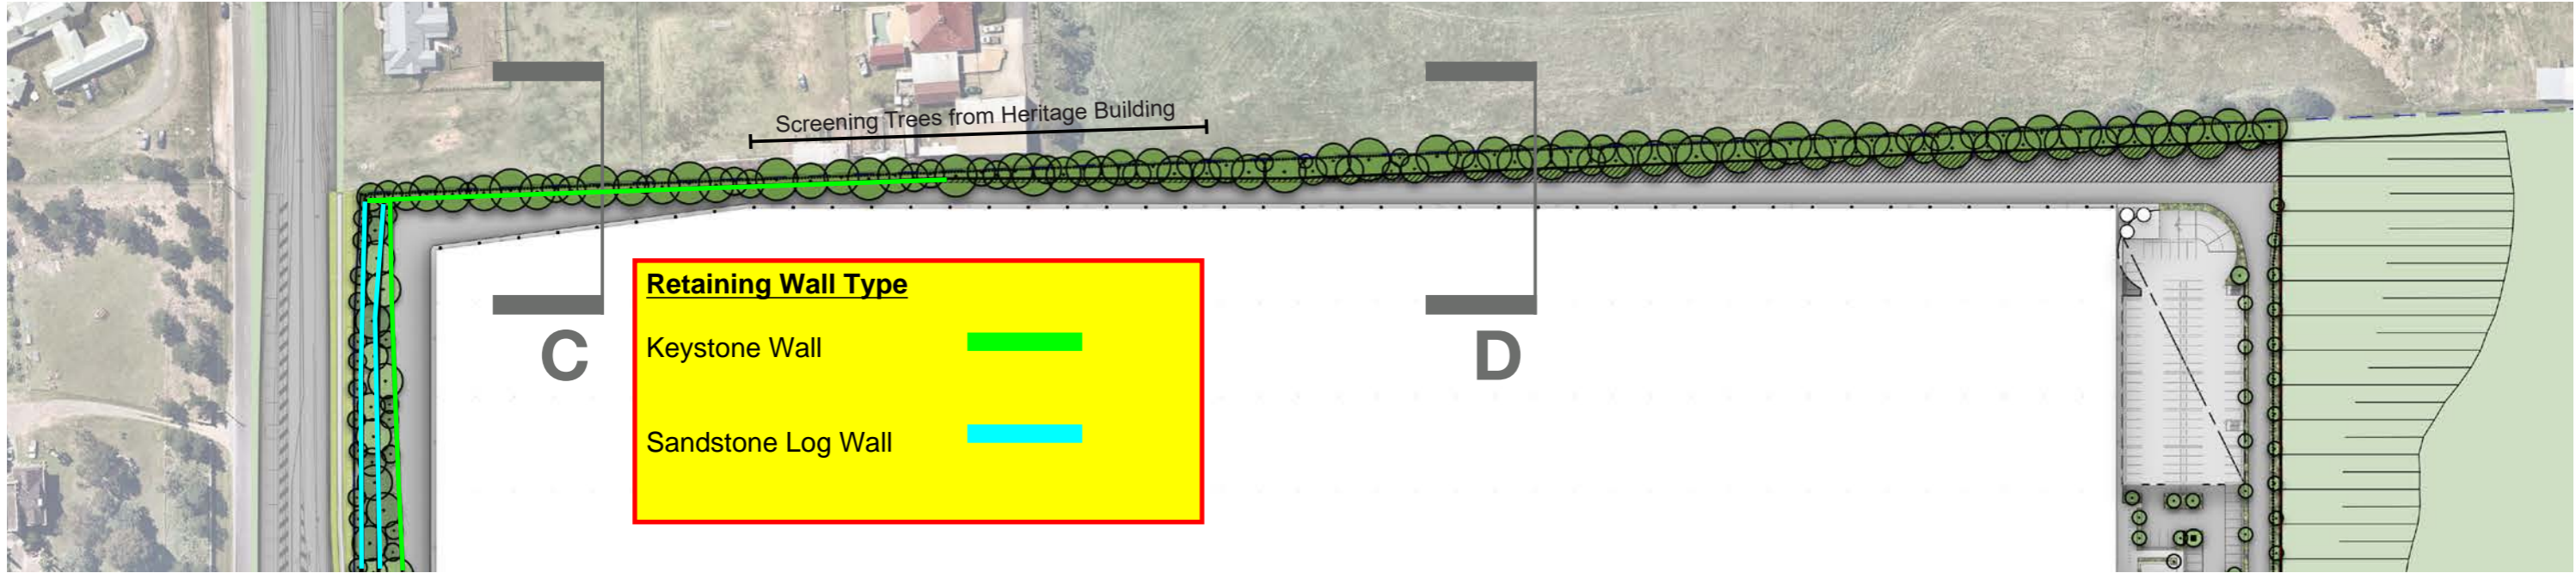 Screening Trees from Heritage Building
Retaining Wall Type
Keystone Wall
Sandstone Log Wall
C
D